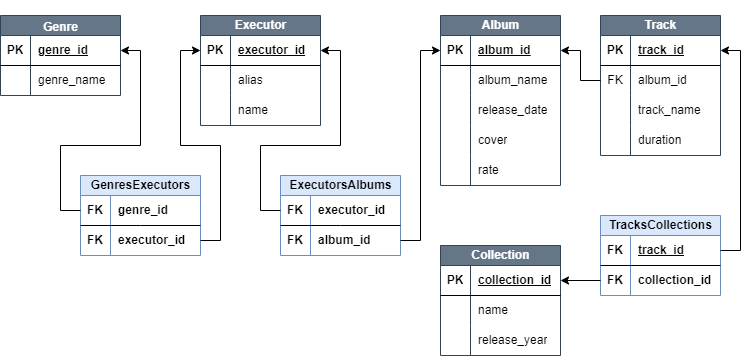 Genre
PK genre_id
genre_name
Executor
PK executor_id
alias
name
Album
PK album_id
album_name
release_date
cover
rate
Track
PK track_id
FK album_id
track_name
duration
GenresExecutors
FK genre_id
FK executor_id
ExecutorsAlbums
FK executor_id
FK album_id
Collection
PK collection_id
name
release_year
TracksCollections
FK track_id
FK collection_id